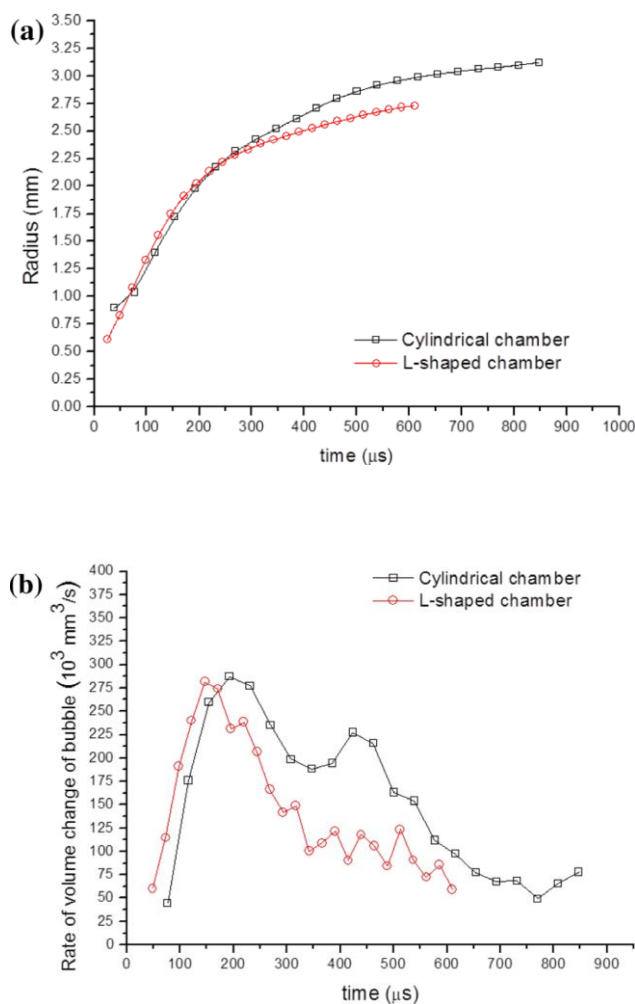 (a)
3.50
3.25
3.00
2.75
2.50
2.25
2.00
1.75
1.50
1.25
1.00
0.75
0.50
0.25
0.00
Radius (mm)
Cylindrical chamber
L-shaped chamber
0 100 200 300 400 500 600 700 800 900 1000
time (μs)
(b)
400
375
350
325
300
275
250
225
200
175
150
125
100
75
50
25
0
Rate of volume change of bubble (10³ mm³/s)
Cylindrical chamber
L-shaped chamber
0 100 200 300 400 500 600 700 800 900
time (μs)